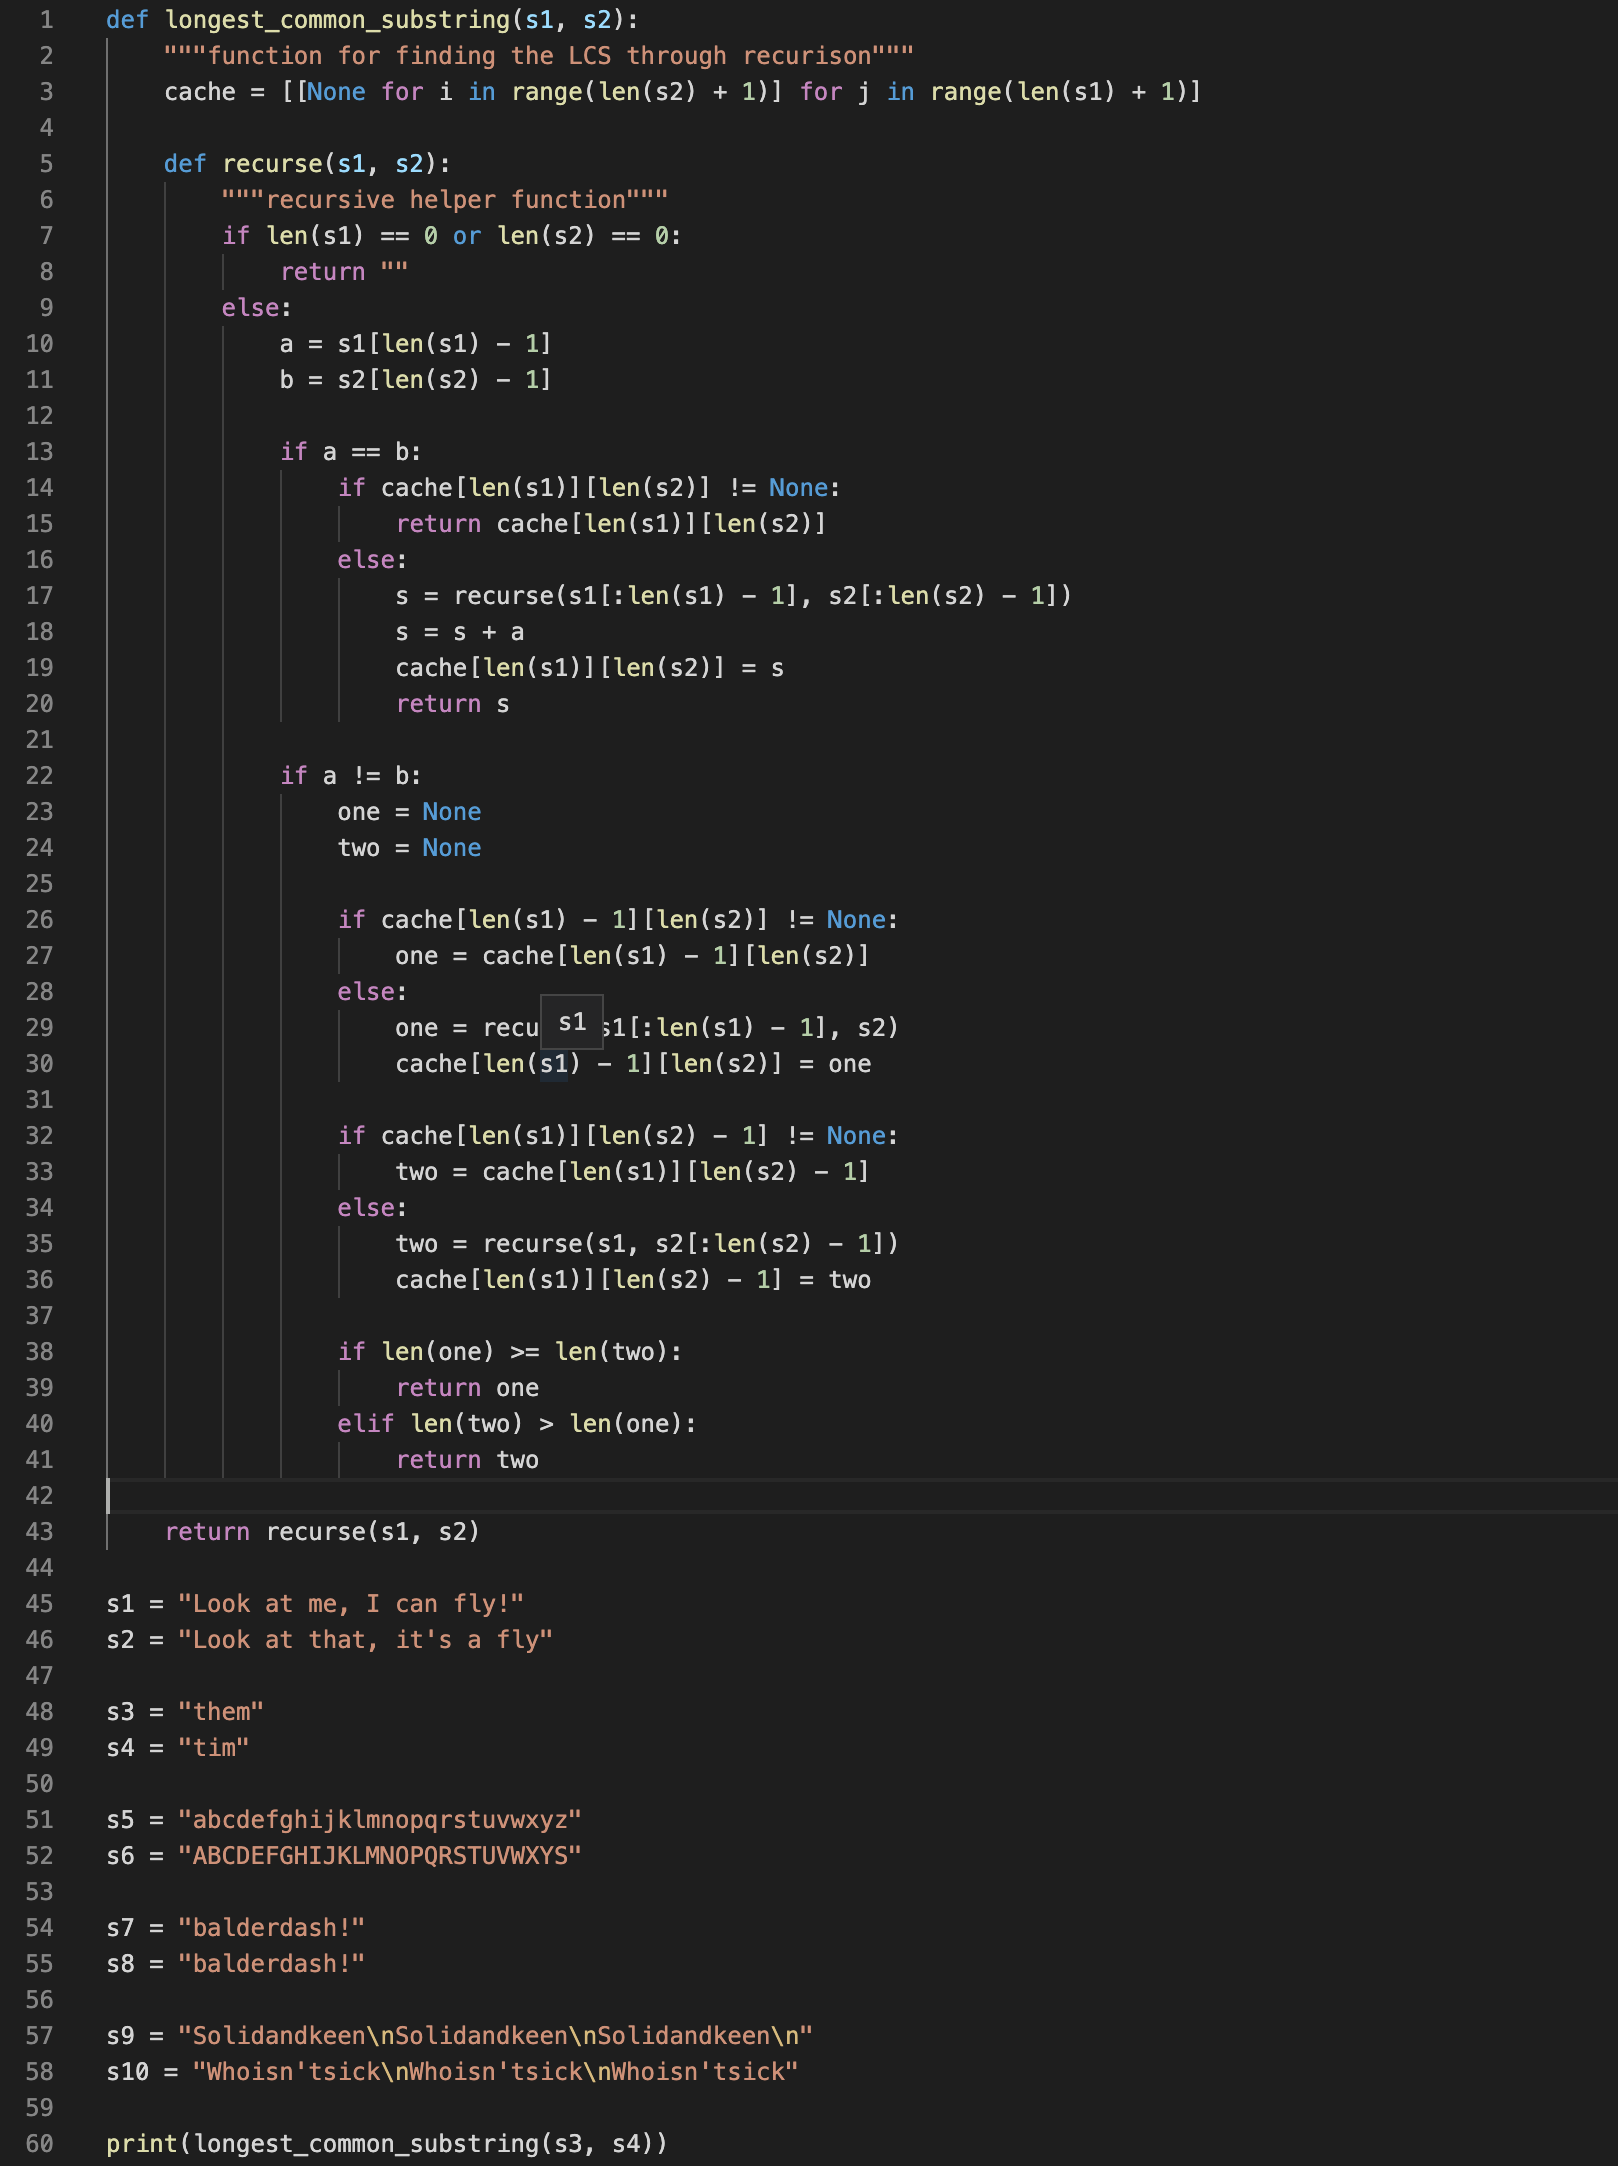 1 def longest_common_substring(s1, s2):
2 """function for finding the LCS through recurison"""
3 cache = [[None for i in range(len(s2) + 1)] for j in range(len(s1) + 1)]
4
5 def recurse(s1, s2):
6 """recursive helper function"""
7 if len(s1) == 0 or len(s2) == 0:
8 return ""
9 else:
10 a = s1[len(s1) - 1]
11 b = s2[len(s2) - 1]
12
13 if a == b:
14 if cache[len(s1)][len(s2)] != None:
15 return cache[len(s1)][len(s2)]
16 else:
17 s = recurse(s1[:len(s1) - 1], s2[:len(s2) - 1])
18 s = s + a
19 cache[len(s1)][len(s2)] = s
20 return s
21
22 if a != b:
23 one = None
24 two = None
25
26 if cache[len(s1) - 1][len(s2)] != None:
27 one = cache[len(s1) - 1][len(s2)]
28 else:
29 one = recu s1 s1[:len(s1) - 1], s2)
30 cache[len(s1) - 1][len(s2)] = one
31
32 if cache[len(s1)][len(s2) - 1] != None:
33 two = cache[len(s1)][len(s2) - 1]
34 else:
35 two = recurse(s1, s2[:len(s2) - 1])
36 cache[len(s1)][len(s2) - 1] = two
37
38 if len(one) >= len(two):
39 return one
40 elif len(two) > len(one):
41 return two
42
43 return recurse(s1, s2)
44
45 s1 = "Look at me, I can fly!"
46 s2 = "Look at that, it's a fly"
47
48 s3 = "them"
49 s4 = "tim"
50
51 s5 = "abcdefghijklmnopqrstuvwxyz"
52 s6 = "ABCDEFGHIJKLMNOPQRSTUVWXYS"
53
54 s7 = "balderdash!"
55 s8 = "balderdash!"
56
57 s9 = "Solidandkeen\nSolidandkeen\nSolidandkeen\n"
58 s10 = "Whoisn'tsick\nWhoisn'tsick\nWhoisn'tsick"
59
60 print(longest_common_substring(s3, s4))